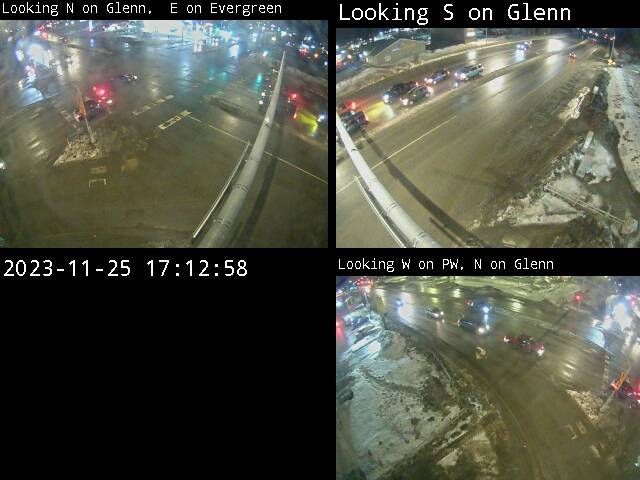 Looking N on Glenn, E on Evergreen
Looking S on Glenn
2023-11-25 17:12:58
Looking W on PW, N on Glenn